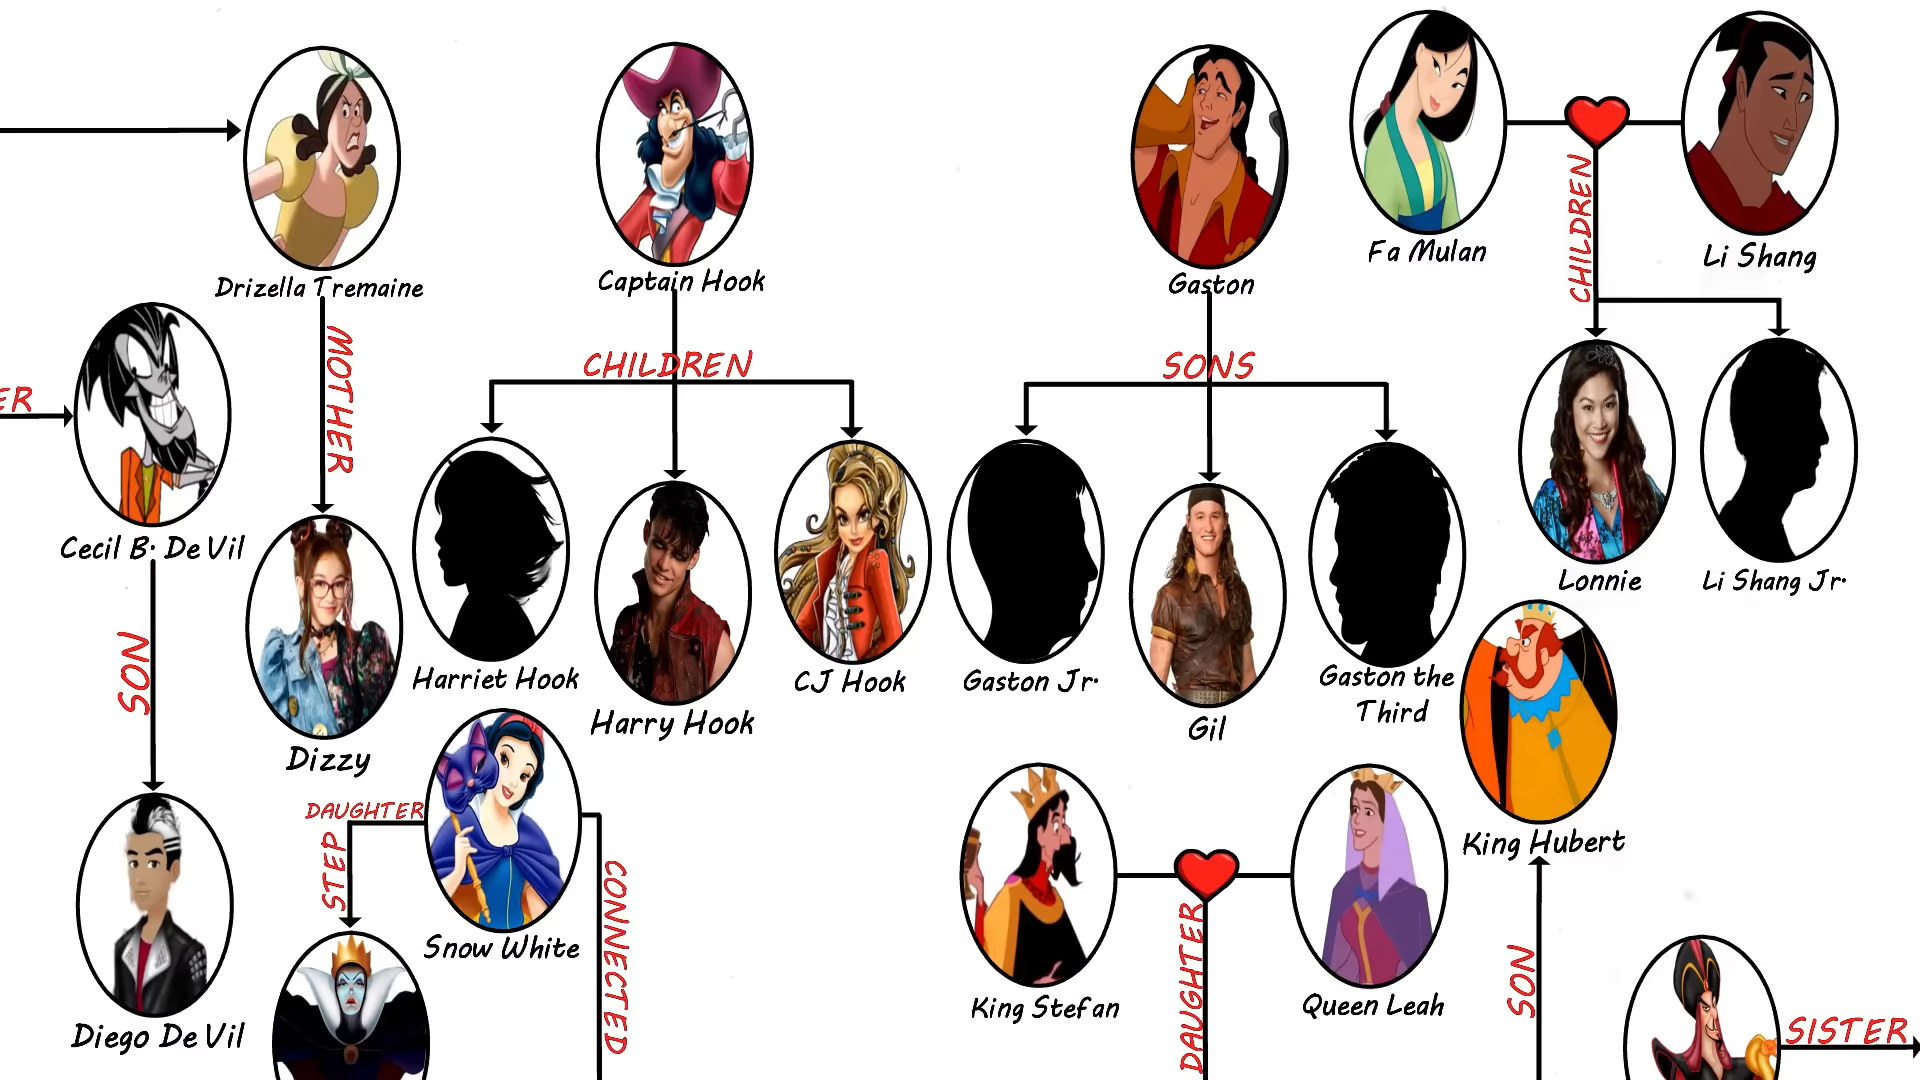 Fa Mulan
Li Shang
CHILDREN
Drizella Tremaine
Captain Hook
Gaston
MOTHER
CHILDREN
SONS
ER
Cecil B. De Vil
Lonnie
Li Shang Jr.
SON
Harriet Hook
Harry Hook
CJ Hook
Gaston Jr.
Gil
Gaston the
Third
Dizzy
DAUGHTER
STEP
CONNECTED
Snow White
King Hubert
King Stefan
Queen Leah
DAUGHTER
SON
Diego De Vil
SISTER